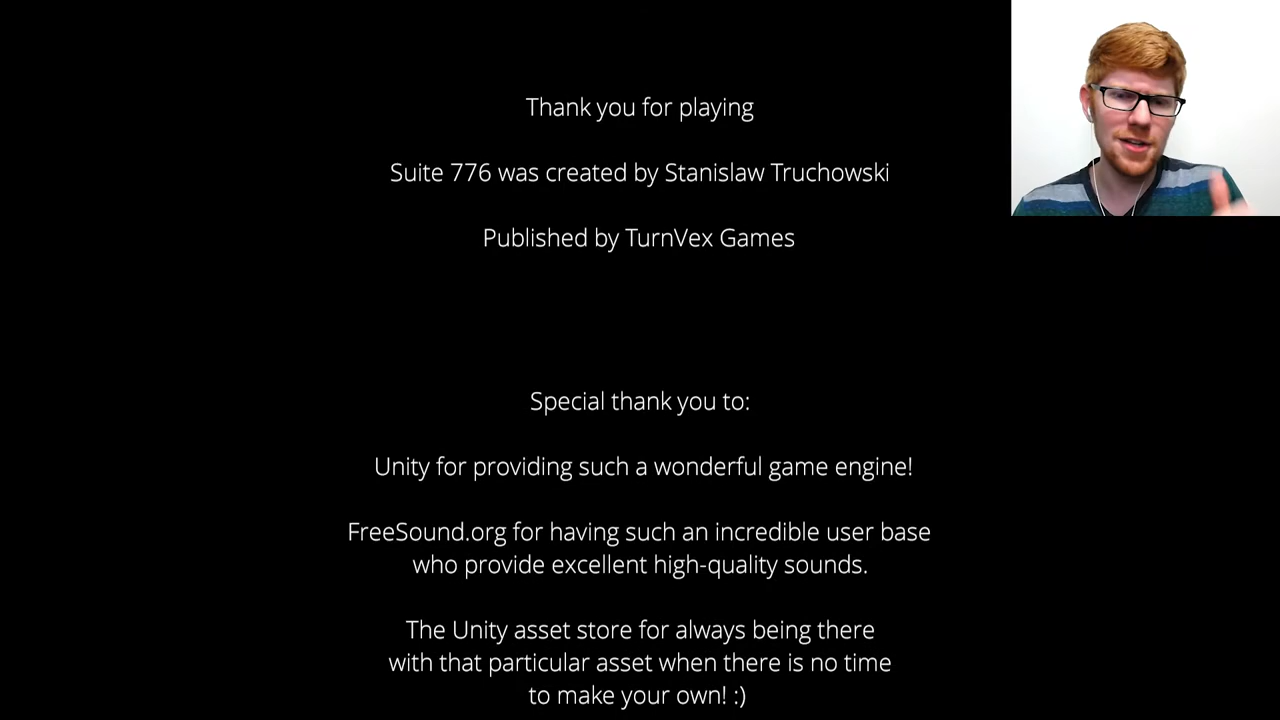 Thank you for playing
Suite 776 was created by Stanislaw Truchowski
Published by TurnVex Games
Special thank you to:
Unity for providing such a wonderful game engine!
FreeSound.org for having such an incredible user base
who provide excellent high-quality sounds.
The Unity asset store for always being there
with that particular asset when there is no time
to make your own! :)